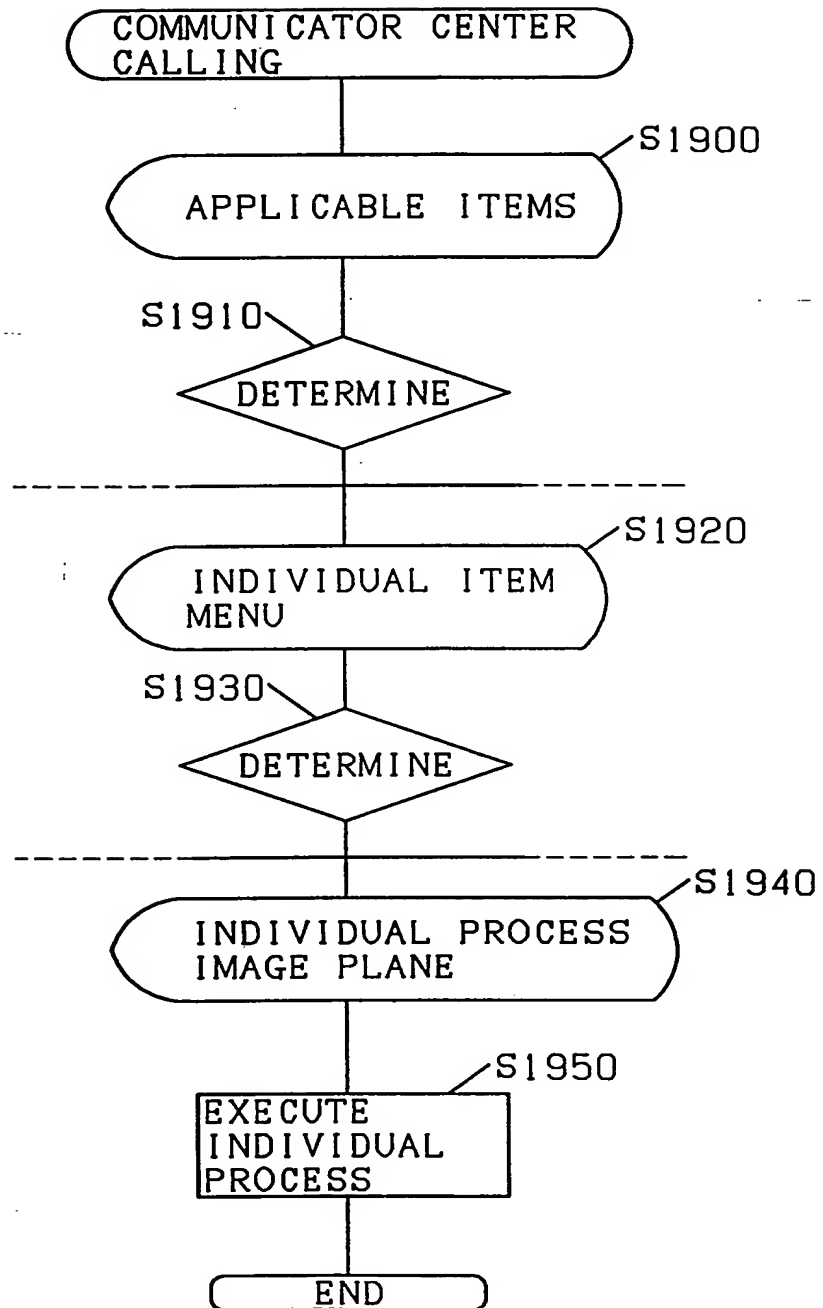 COMMUNICATOR CENTER
CALLING
S1900
APPLICABLE ITEMS
S1910
DETERMINE
S1920
INDIVIDUAL ITEM
MENU
S1930
DETERMINE
S1940
INDIVIDUAL PROCESS
IMAGE PLANE
S1950
EXECUTE
INDIVIDUAL
PROCESS
END